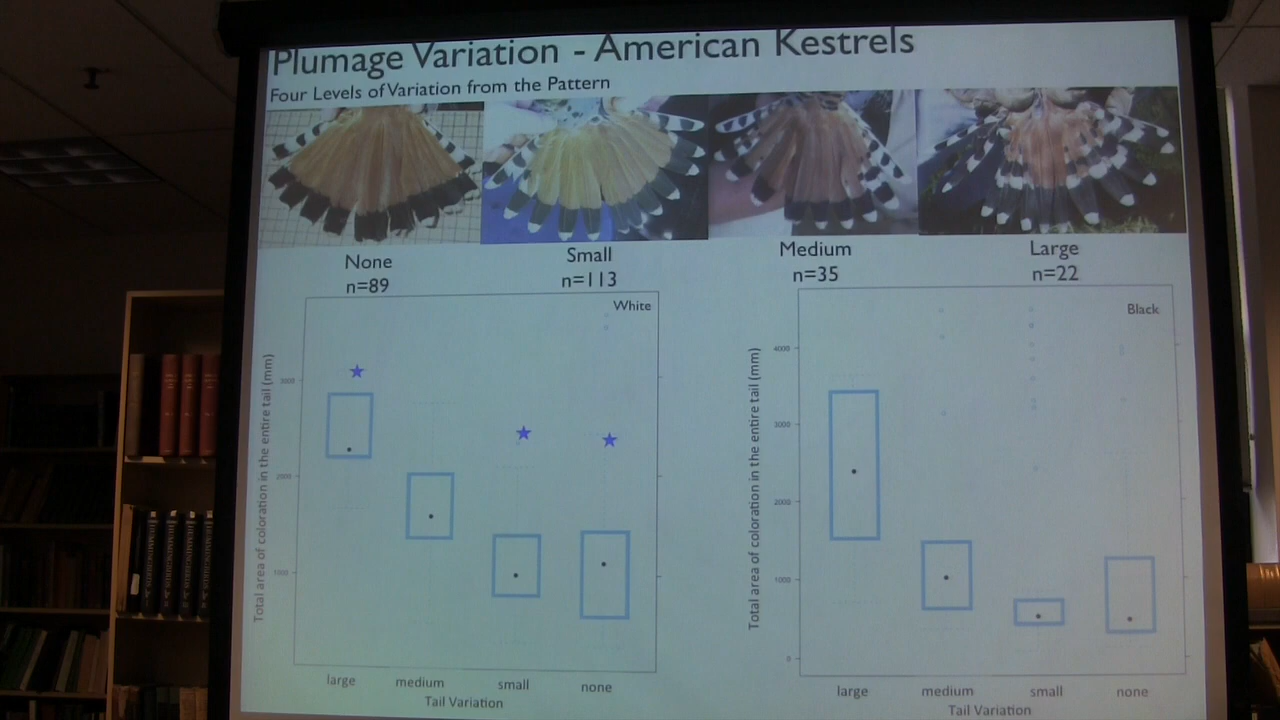 Plumage Variation - American Kestrels
Four Levels of Variation from the Pattern
None
n=89
Small
n=113
Medium
n=35
Large
n=22
White
Total area of coloration in the entire tail (mm)
3000
2000
1000
large
medium
small
none
Tail Variation
Black
Total area of coloration in the entire tail (mm)
4000
3000
2000
1000
0
large
medium
small
none
Tail Variation